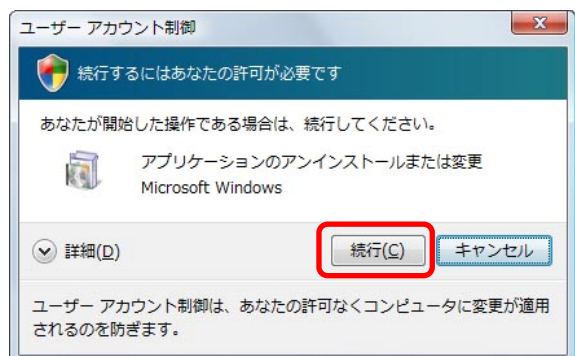 ユーザー アカウント制御
続行するにはあなたの許可が必要です
あなたが開始した操作である場合は、続行してください。
アプリケーションのアンインストールまたは変更
Microsoft Windows
詳細(D)
続行(C)
キャンセル
ユーザー アカウント制御は、あなたの許可なくコンピュータに変更が適用
されるのを防ぎます。